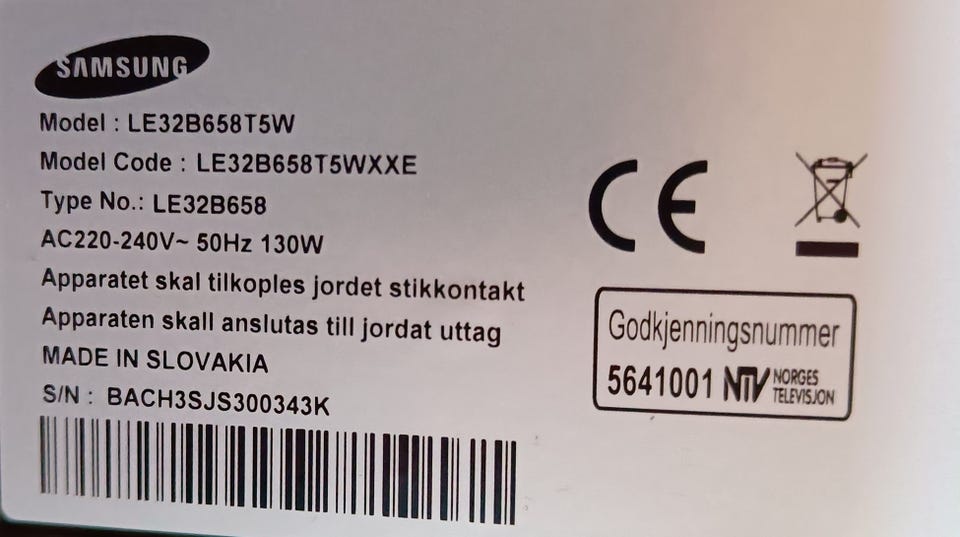 SAMSUNG
Model : LE32B658T5W
Model Code : LE32B658T5WXXE
Type No.: LE32B658
AC220-240V~ 50Hz 130W
Apparatet skal tilkoples jordet stikkontakt
Apparaten skall anslutas till jordat uttag
MADE IN SLOVAKIA
S/N : BACH3SJS300343K
CE
Godkjenningsnummer
5641001 NTV NORGES
TELEVISJON